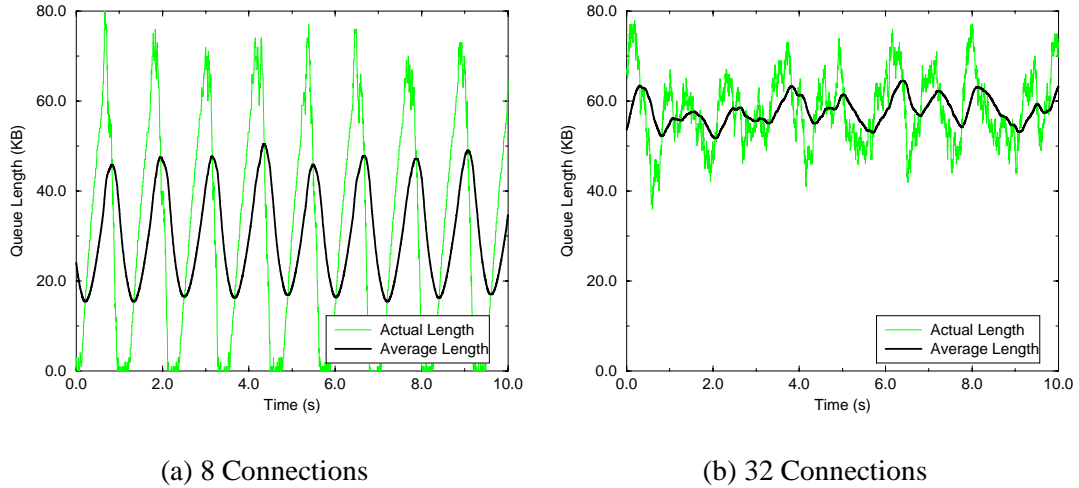 80.0
60.0
40.0
20.0
0.0
Queue Length (KB)
0.0 2.0 4.0 6.0 8.0 10.0
Time (s)
Actual Length
Average Length
(a) 8 Connections
80.0
60.0
40.0
20.0
0.0
Queue Length (KB)
0.0 2.0 4.0 6.0 8.0 10.0
Time (s)
Actual Length
Average Length
(b) 32 Connections